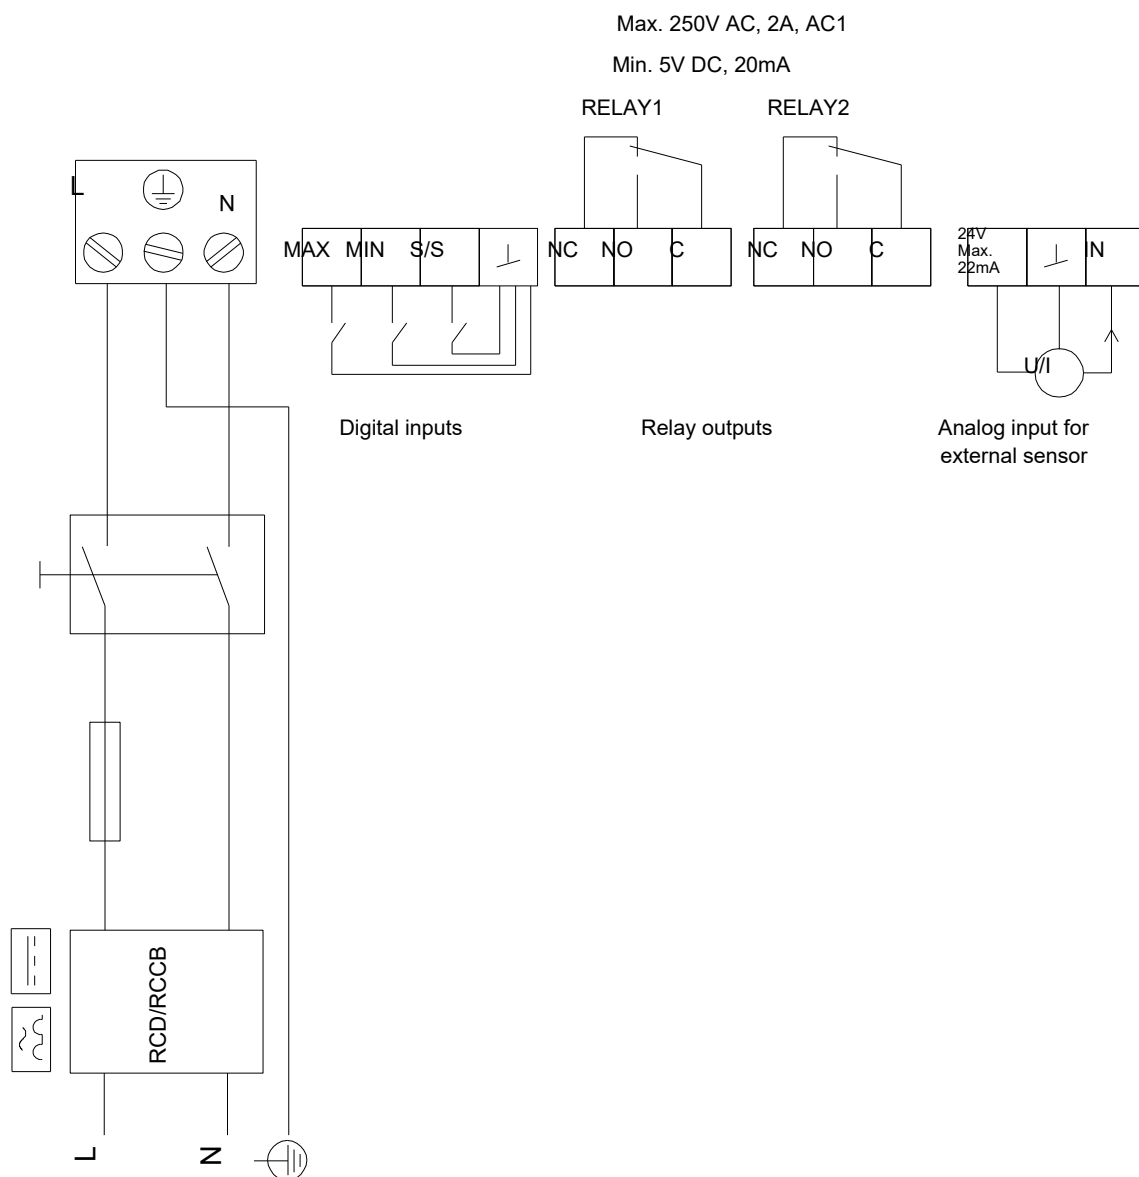 Max. 250V AC, 2A, AC1
Min. 5V DC, 20mA
RELAY1 RELAY2
L N
MAX MIN S/S NC NO C NC NO C 24V Max. 22mA IN
U/I
Digital inputs Relay outputs Analog input for
external sensor
RCD/RCCB
L N